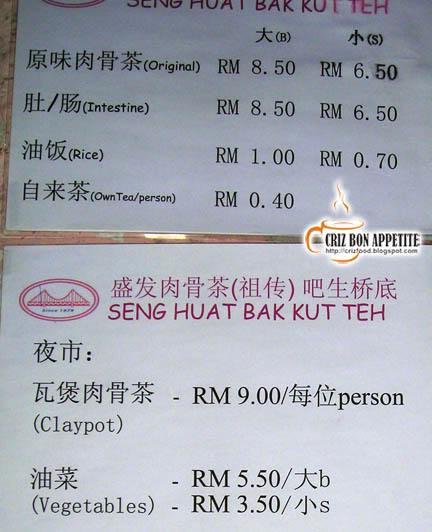 SENG HUAT BAK KUT TEH
大(B) 小(S)
原味肉骨茶(Original) RM 8.50 RM 6.50
肚/肠(Intestine) RM 8.50 RM 6.50
油饭(Rice) RM 1.00 RM 0.70
自来茶(OwnTea/person) RM 0.40
CRIZ BON APPETITE
http://crizfood.blogspot.com
盛发肉骨茶(祖传) 吧生桥底
SENG HUAT BAK KUT TEH
Since 1979
夜市:
瓦煲肉骨茶 - RM 9.00/每位person
(Claypot)
油菜 - RM 5.50/大b
(Vegetables) - RM 3.50/小s